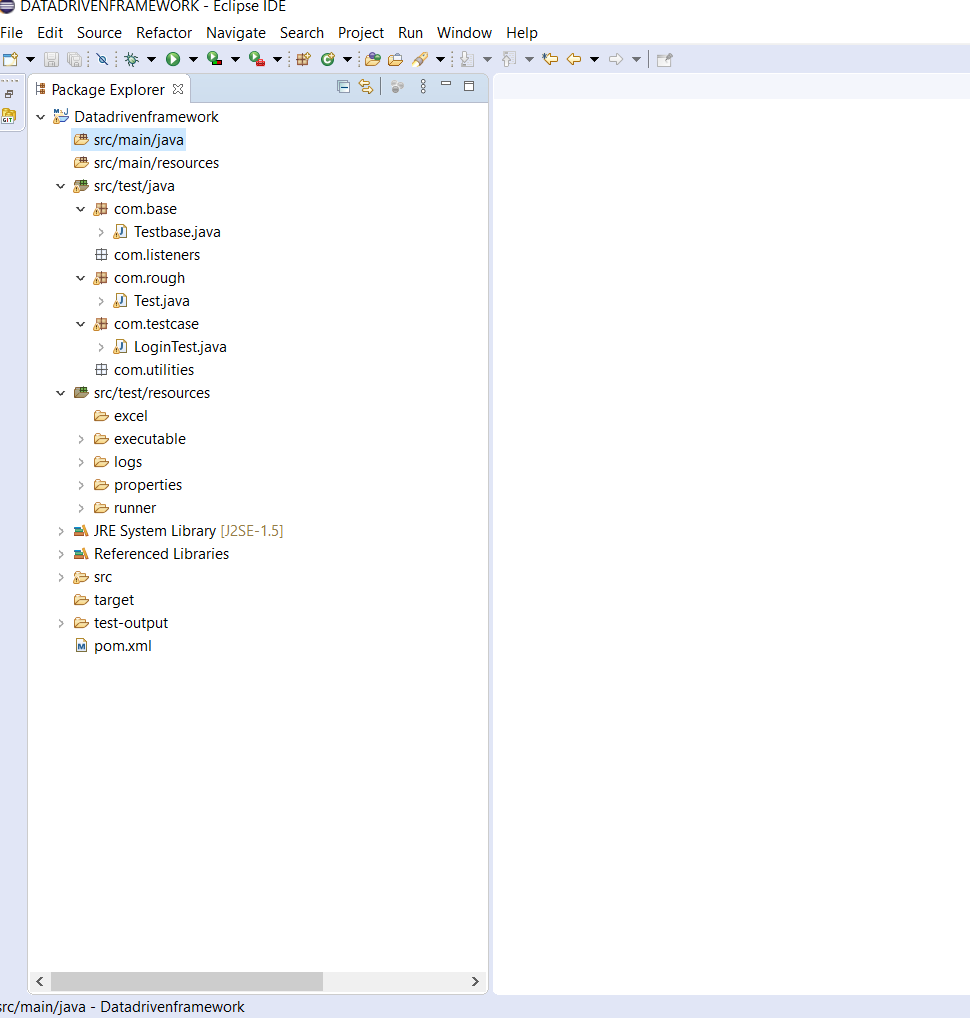 DATADRIVENFRAMEWORK - Eclipse IDE
File Edit Source Refactor Navigate Search Project Run Window Help
Package Explorer
GIT
Datadrivenframework
src/main/java
src/main/resources
src/test/java
com.base
Testbase.java
com.listeners
com.rough
Test.java
com.testcase
LoginTest.java
com.utilities
src/test/resources
excel
executable
logs
properties
runner
JRE System Library [J2SE-1.5]
Referenced Libraries
src
target
test-output
pom.xml
src/main/java - Datadrivenframework